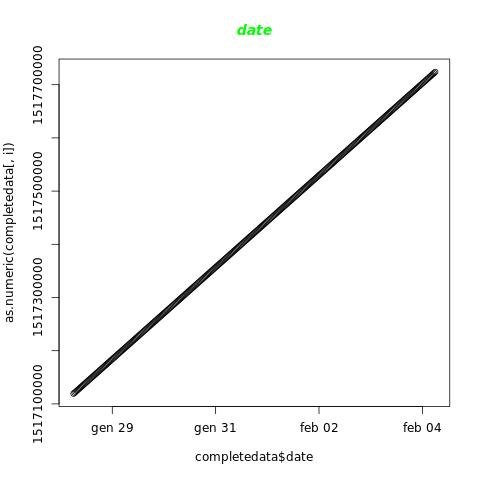 date
1517700000
1517500000
1517300000
1517100000
as.numeric(completedata[, i])
gen 29
gen 31
feb 02
feb 04
completedata$date